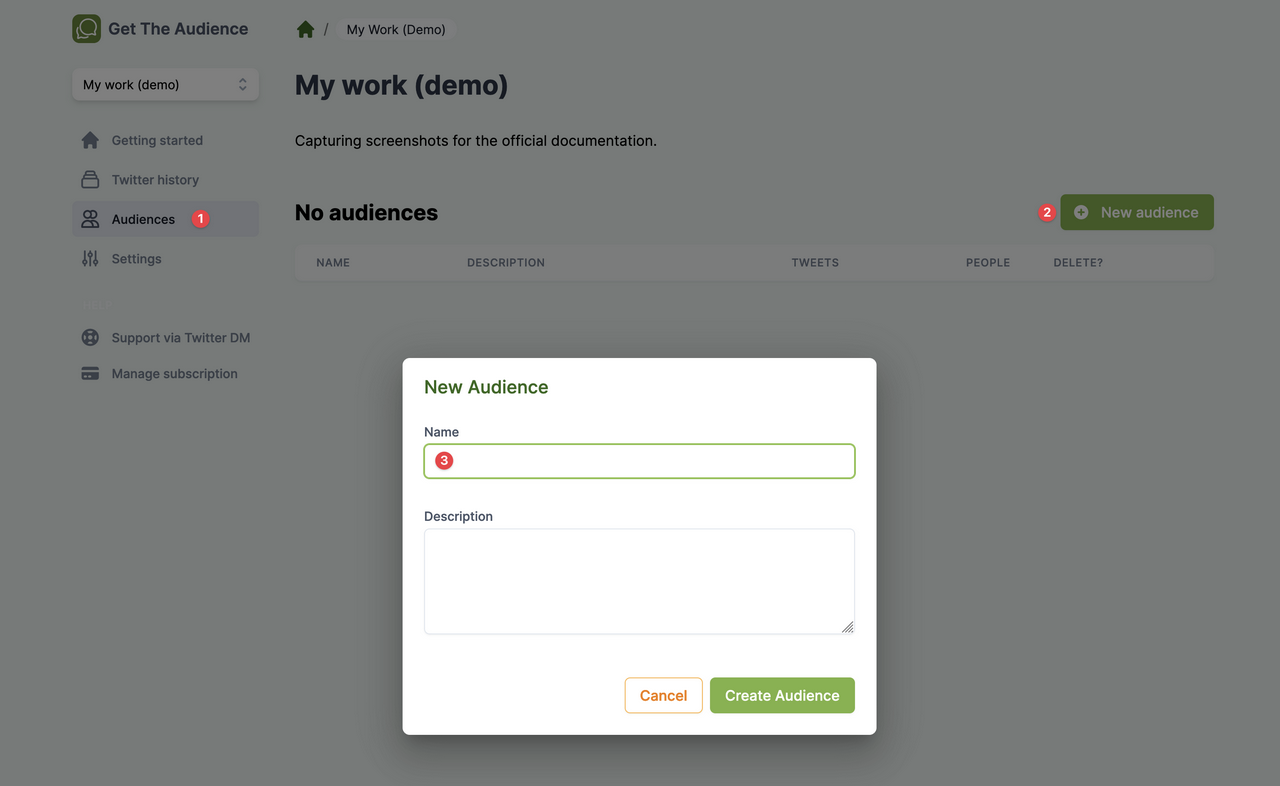 Get The Audience
/ My Work (Demo)
My work (demo)
My work (demo)
Getting started
Capturing screenshots for the official documentation.
Twitter history
Audiences 1
No audiences
2 New audience
Settings
NAME DESCRIPTION TWEETS PEOPLE DELETE?
Support via Twitter DM
Manage subscription
New Audience
Name
3
Description
Cancel Create Audience